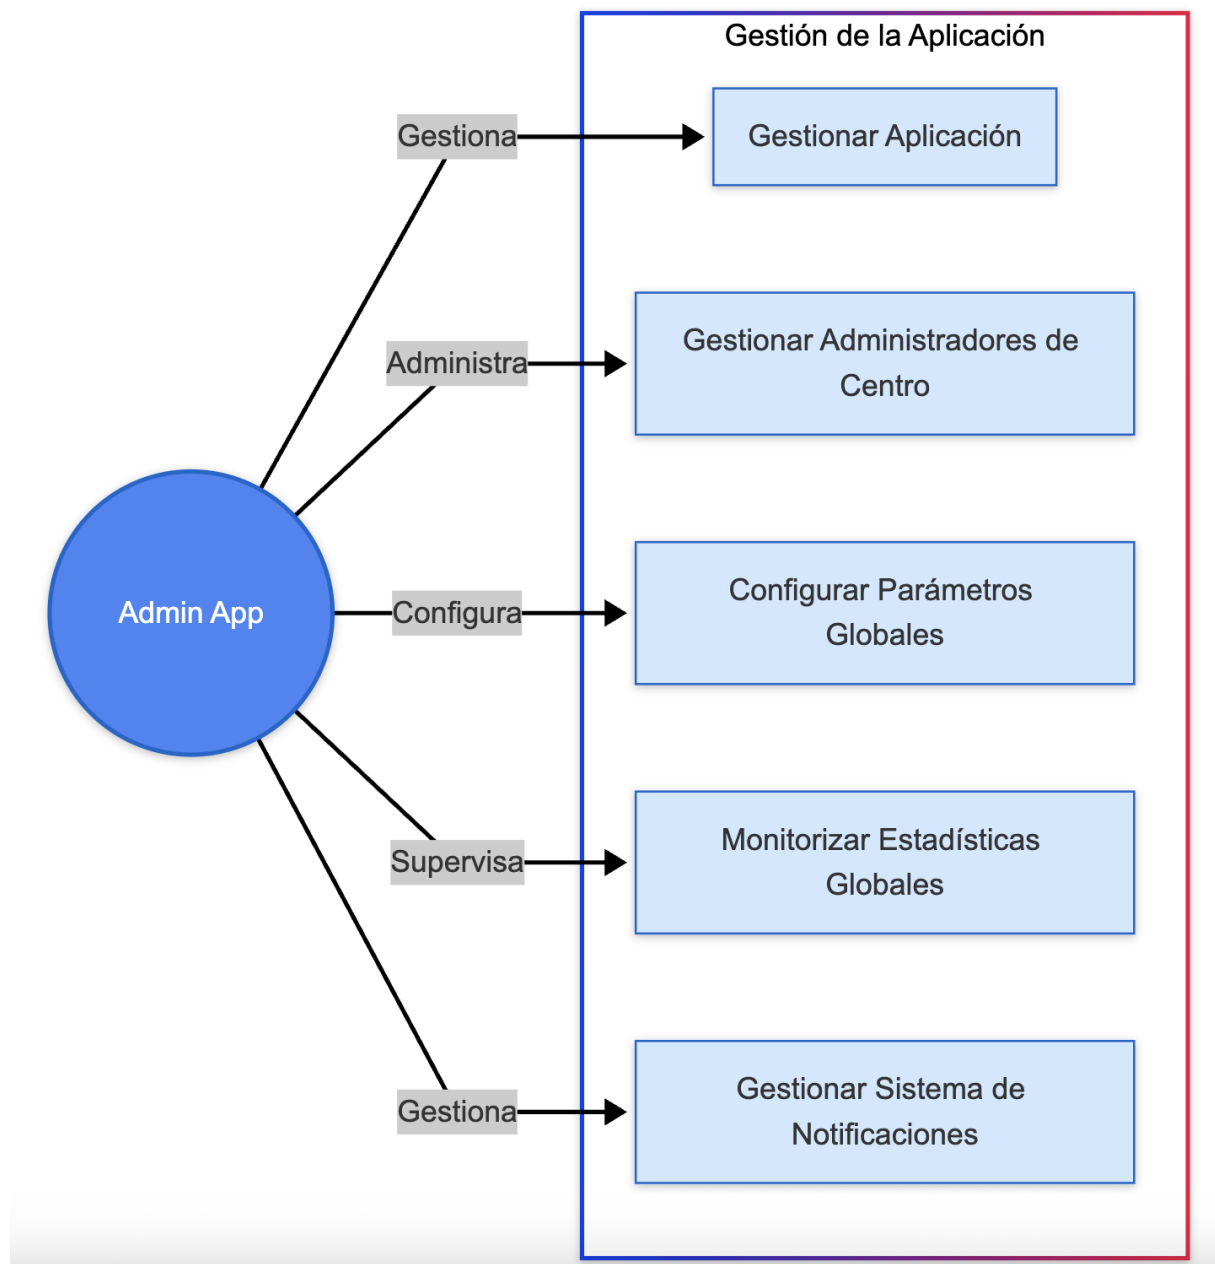 Gestión de la Aplicación
Gestiona
Gestionar Aplicación
Administra
Gestionar Administradores de
Centro
Admin App
Configura
Configurar Parámetros
Globales
Supervisa
Monitorizar Estadísticas
Globales
Gestiona
Gestionar Sistema de
Notificaciones